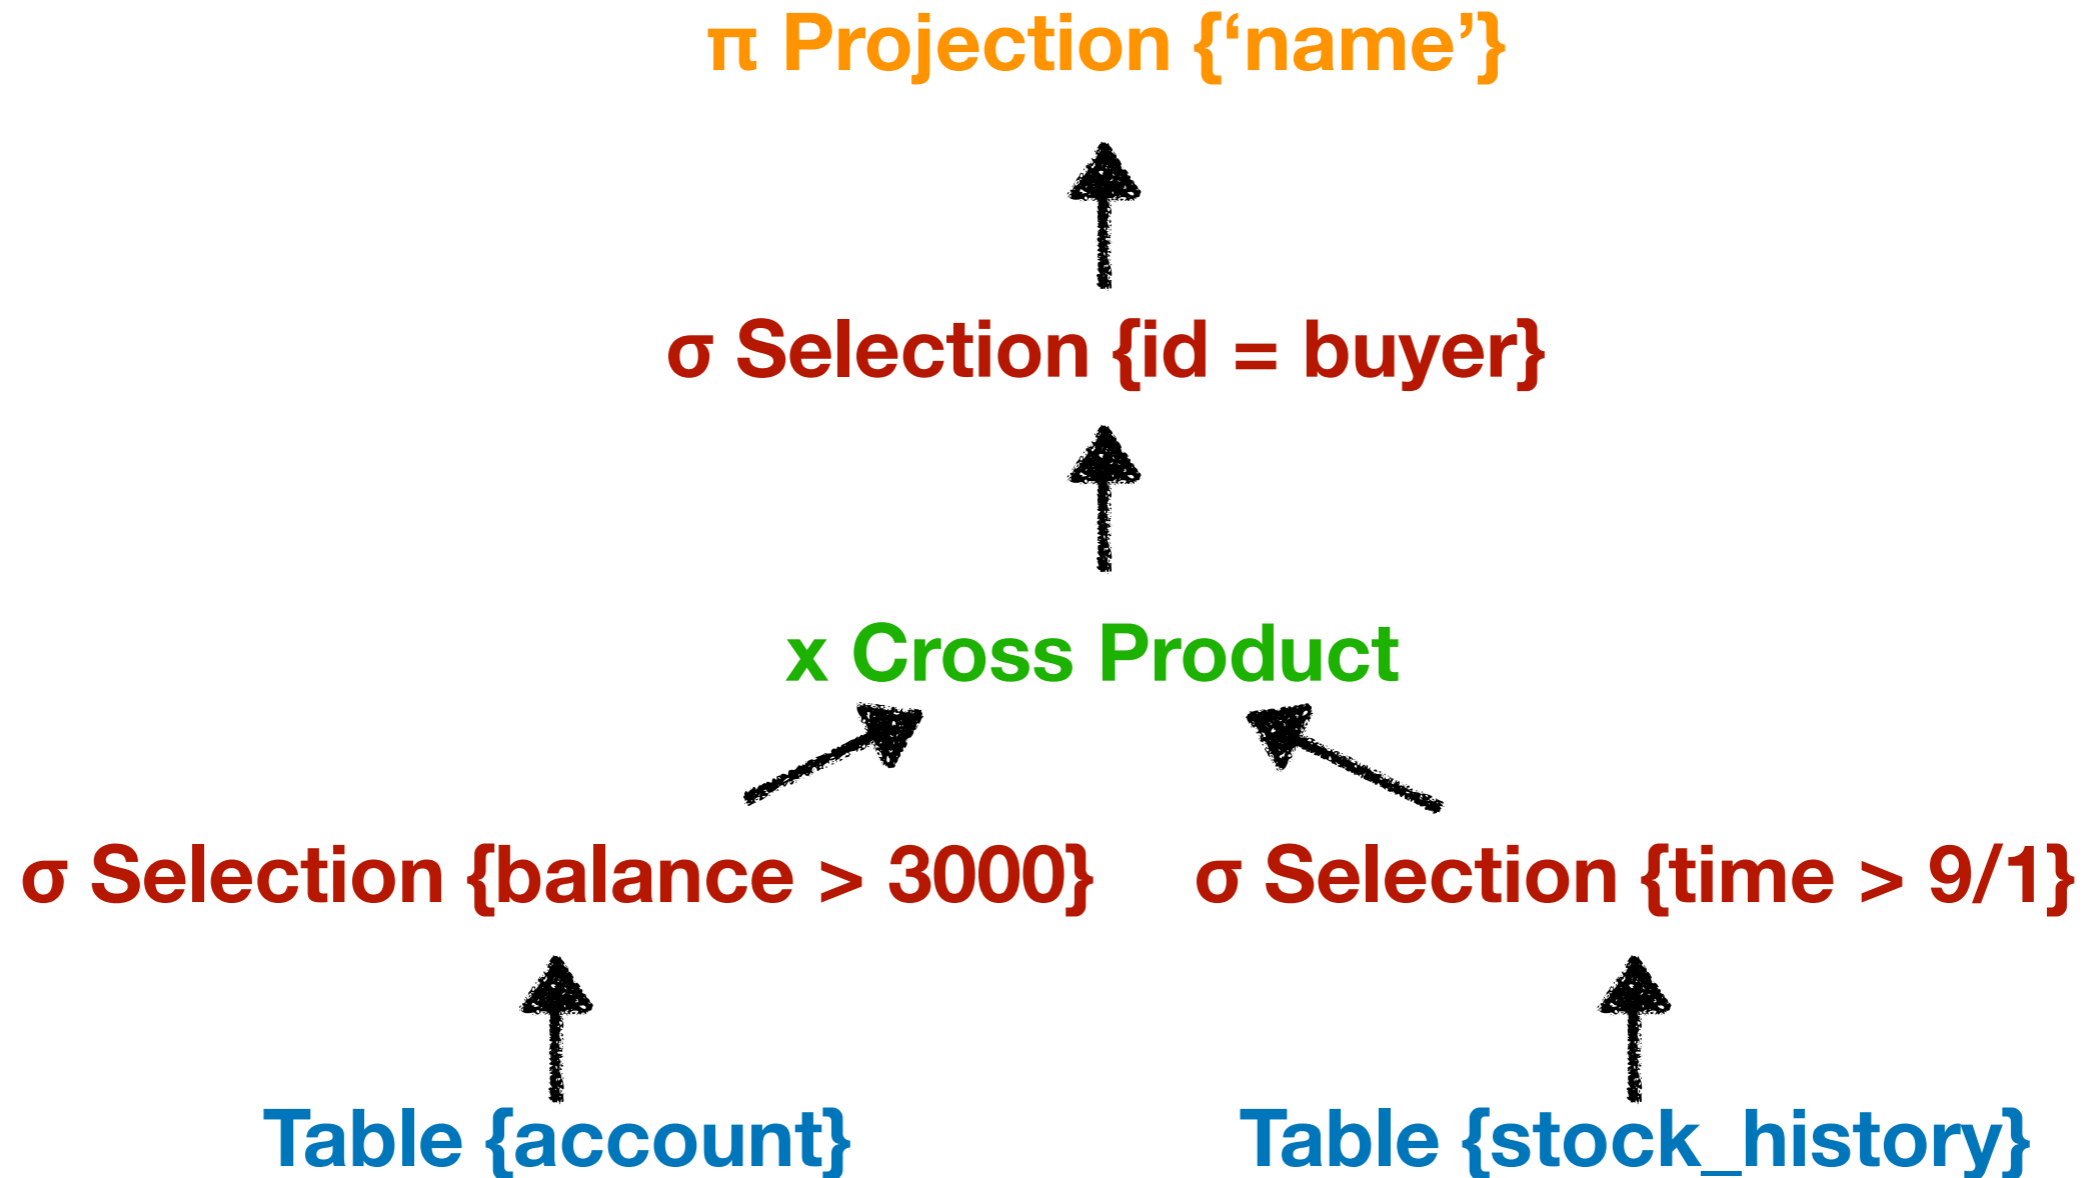 π Projection {‘name’}
σ Selection {id = buyer}
x Cross Product
σ Selection {balance > 3000}
σ Selection {time > 9/1}
Table {account}
Table {stock_history}